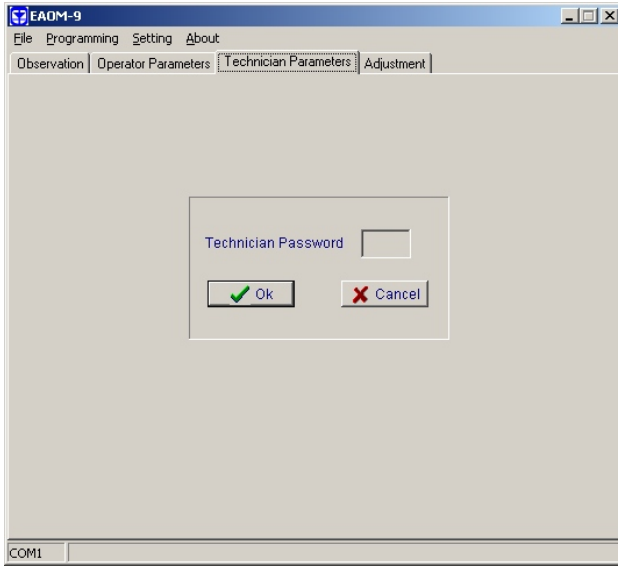 EAOM-9
File Programming Setting About
Observation Operator Parameters Technician Parameters Adjustment
Technician Password
Ok Cancel
COM1